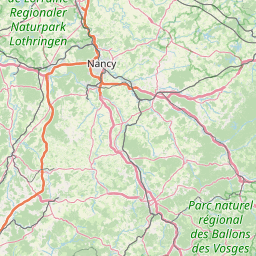 de Lorraine
Regionaler
Naturpark
Lothringen
Nancy
Parc naturel
régional
des Ballons
des Vosges